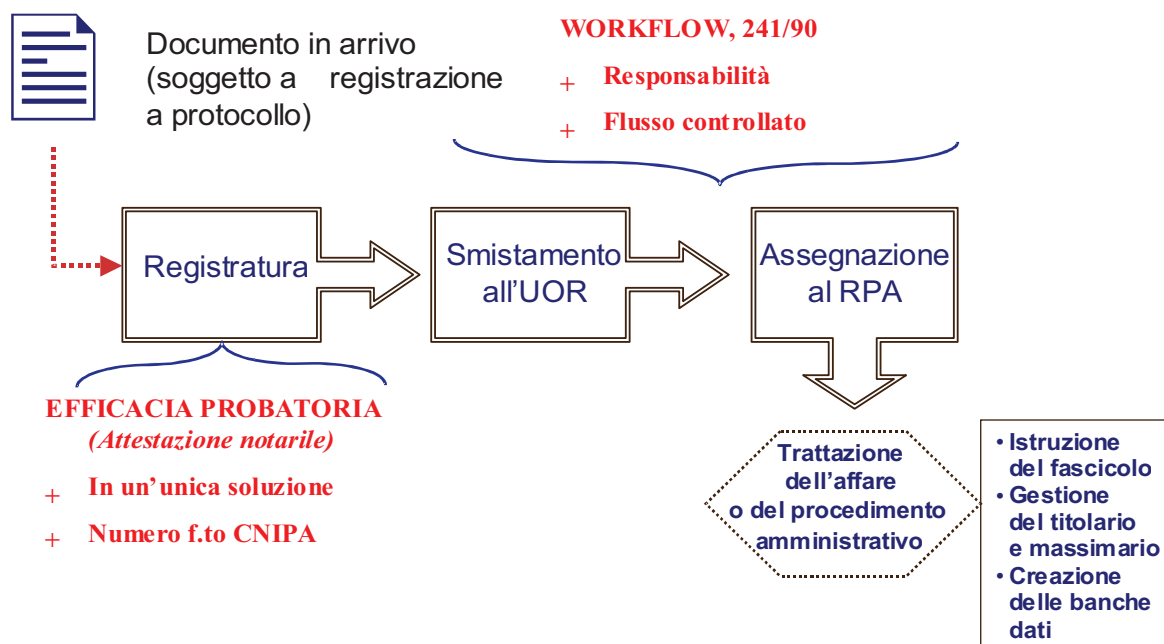 Documento in arrivo
(soggetto a registrazione
a protocollo)
WORKFLOW, 241/90
+ Responsabilità
+ Flusso controllato
Registratura
Smistamento
all'UOR
Assegnazione
al RPA
EFFICACIA PROBATORIA
(Attestazione notarile)
+ In un'unica soluzione
+ Numero f.to CNIPA
Trattazione
dell'affare
o del procedimento
amministrativo
• Istruzione
del fascicolo
• Gestione
del titolario
e massimario
• Creazione
delle banche
dati